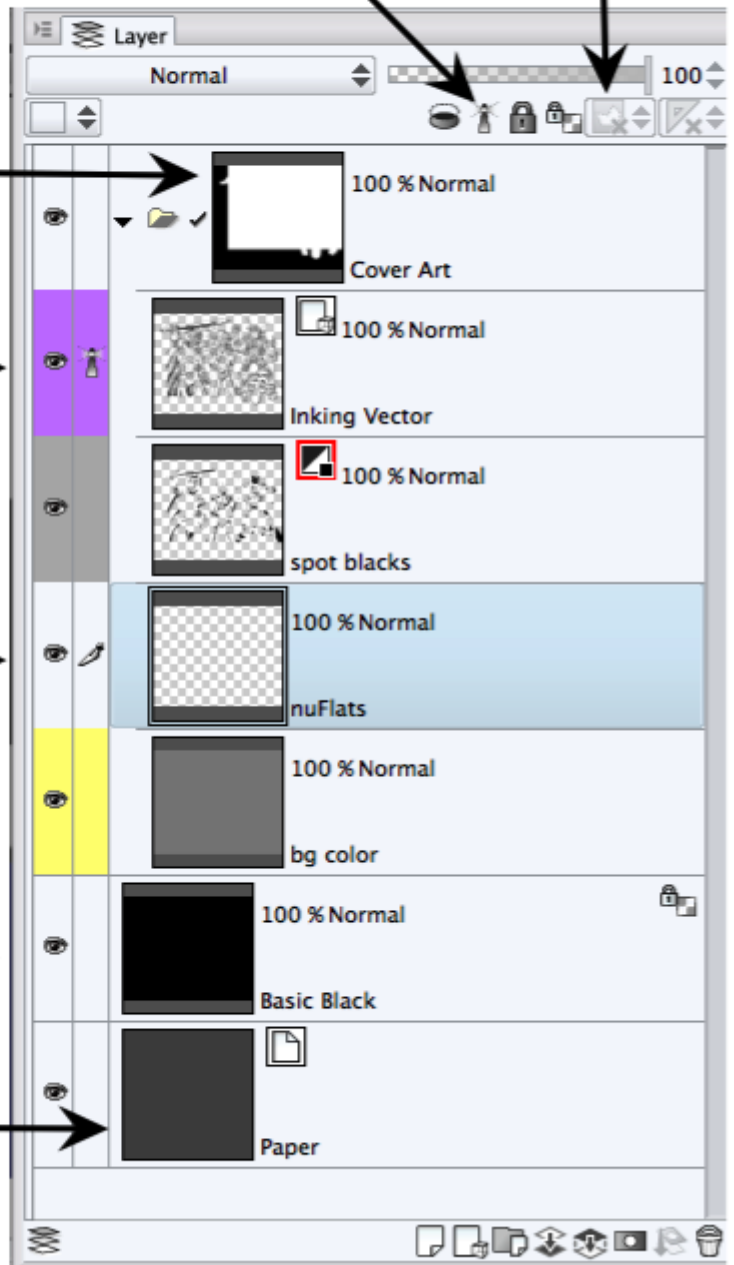 Layer
Normal
100
100 % Normal
Cover Art
100 % Normal
Inking Vector
100 % Normal
spot blacks
100 % Normal
nuFlats
100 % Normal
bg color
100 % Normal
Basic Black
Paper